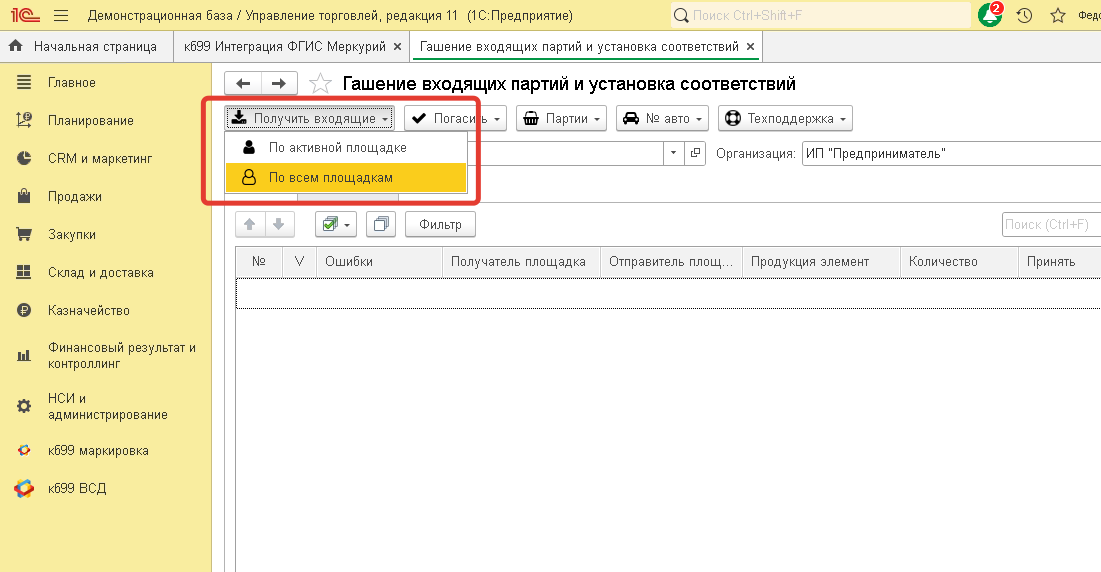 1С Демонстрационная база / Управление торговлей, редакция 11 (1С:Предприятие) Поиск Ctrl+Shift+F 2 Федо
Начальная страница к699 Интеграция ФГИС Меркурий × Гашение входящих партий и установка соответствий ×
Главное
Планирование
CRM и маркетинг
Продажи
Закупки
Склад и доставка
Казначейство
Финансовый результат и
контроллинг
НСИ и
администрирование
к699 маркировка
к699 ВСД
Гашение входящих партий и установка соответствий
Получить входящие Погасить Партии № авто Техподдержка
По активной площадке
По всем площадкам
Организация: ИП "Предприниматель"
Фильтр Поиск (Ctrl+F)
№ V Ошибки Получатель площадка Отправитель площ... Продукция элемент Количество Принять